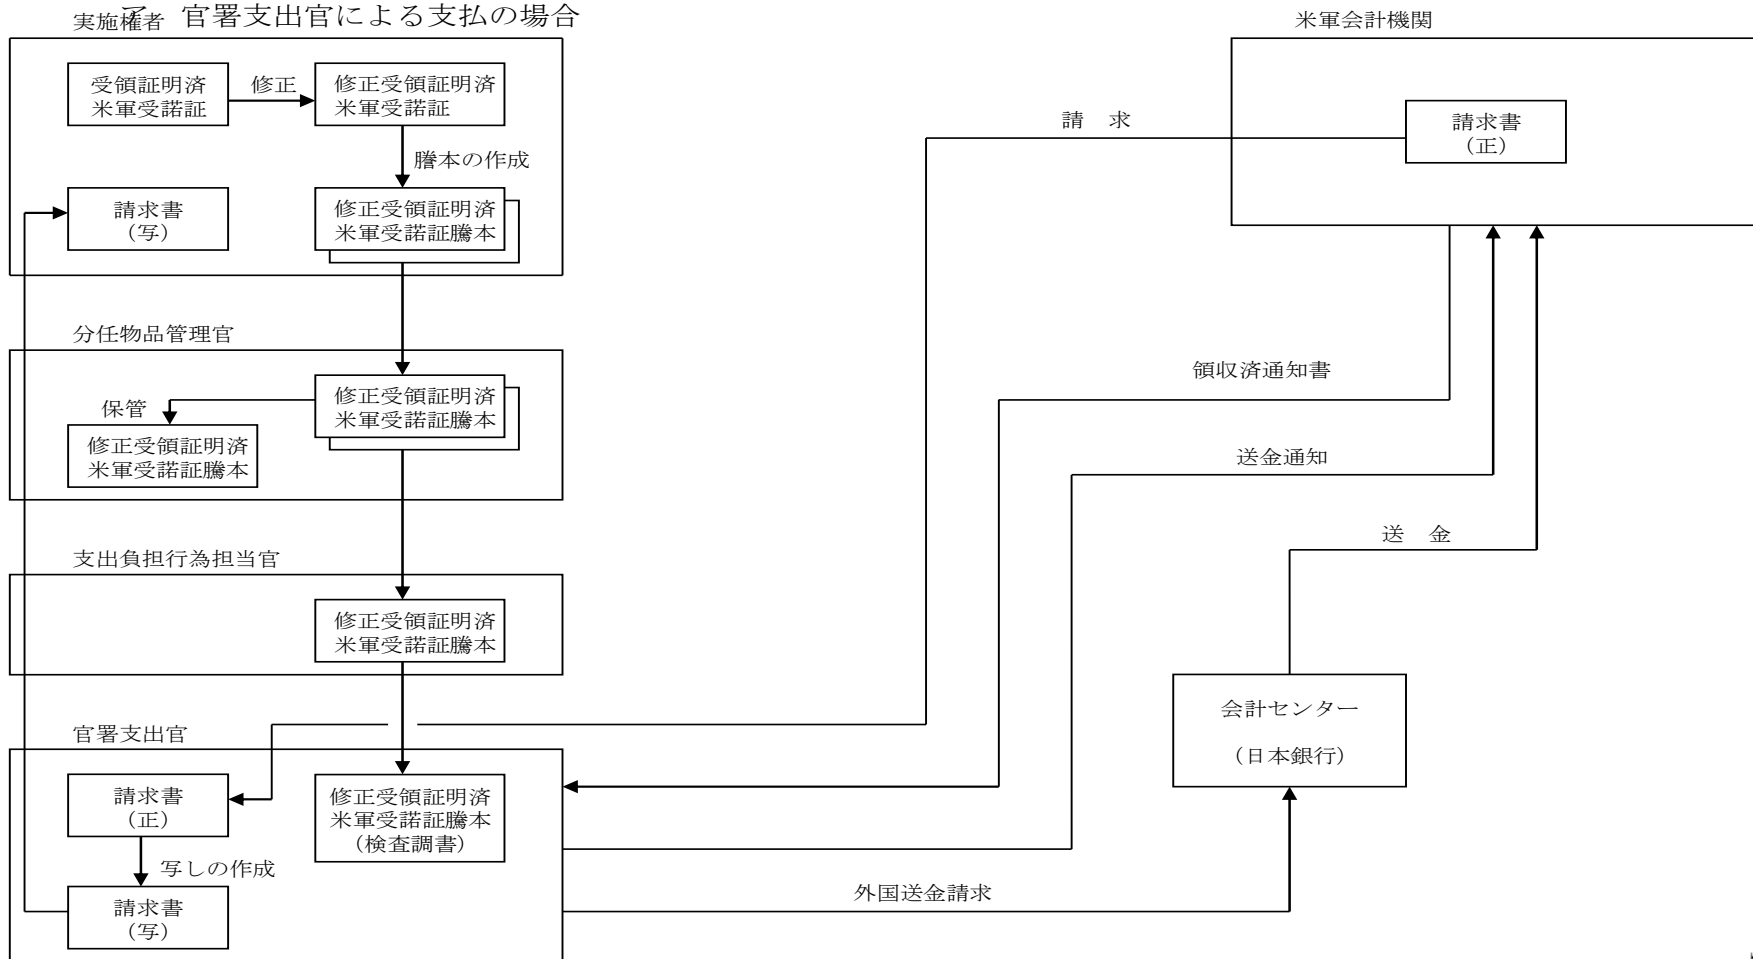 ア 官署支出官による支払の場合
実施権者
受領証明済
米軍受諾証
修正
修正受領証明済
米軍受諾証
謄本の作成
請求書
（写）
修正受領証明済
米軍受諾証謄本
分任物品管理官
保管
修正受領証明済
米軍受諾証謄本
修正受領証明済
米軍受諾証謄本
支出負担行為担当官
修正受領証明済
米軍受諾証謄本
官署支出官
請求書
（正）
写しの作成
請求書
（写）
修正受領証明済
米軍受諾証謄本
（検査調書）
米軍会計機関
請求書
（正）
請　求
領収済通知書
送金通知
送　金
会計センター
（日本銀行）
外国送金請求